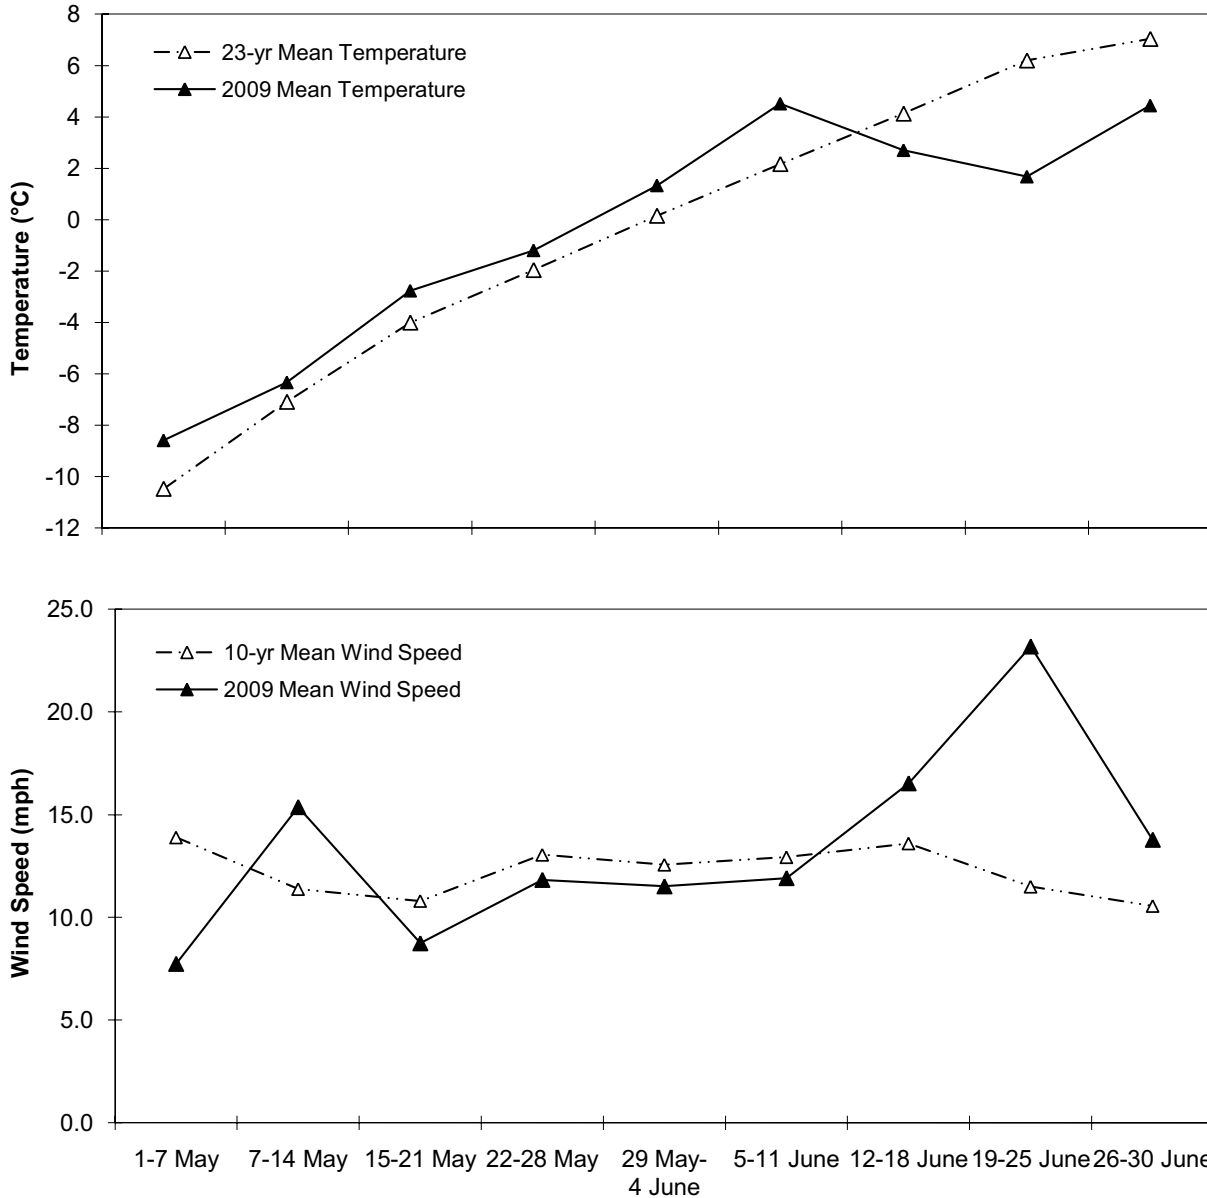 8
6
4
2
0
-2
-4
-6
-8
-10
-12
Temperature (°C)
23-yr Mean Temperature
2009 Mean Temperature
25.0
20.0
15.0
10.0
5.0
0.0
Wind Speed (mph)
10-yr Mean Wind Speed
2009 Mean Wind Speed
1-7 May 7-14 May 15-21 May 22-28 May 29 May- 5-11 June 12-18 June 19-25 June 26-30 June
4 June